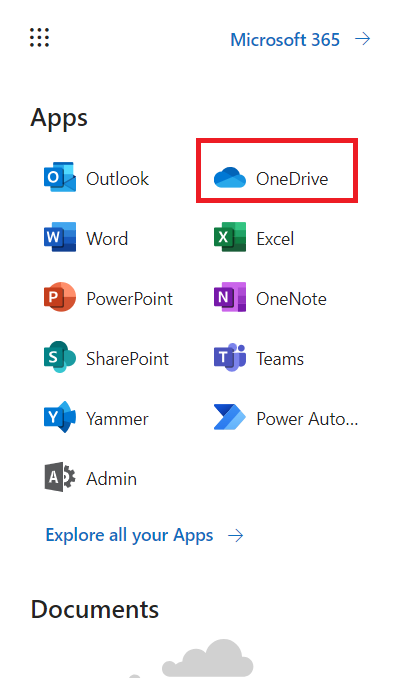 Microsoft 365
Apps
Outlook
OneDrive
Word
Excel
PowerPoint
OneNote
SharePoint
Teams
Yammer
Power Auto...
Admin
Explore all your Apps
Documents